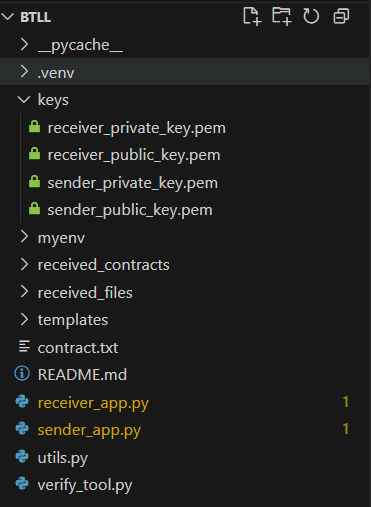 BTLL
__pycache__
.venv
keys
receiver_private_key.pem
receiver_public_key.pem
sender_private_key.pem
sender_public_key.pem
myenv
received_contracts
received_files
templates
contract.txt
README.md
receiver_app.py 1
sender_app.py 1
utils.py
verify_tool.py